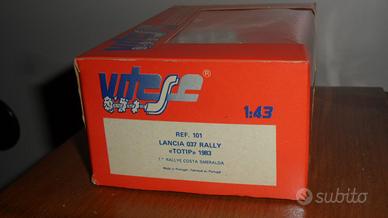 Vitesse®
1:43
REF. 101
LANCIA 037 RALLY
«TOTIP» 1983
1° RALLYE COSTA SMERALDA
Made in Portugal - Fabriqué au Portugal
subito